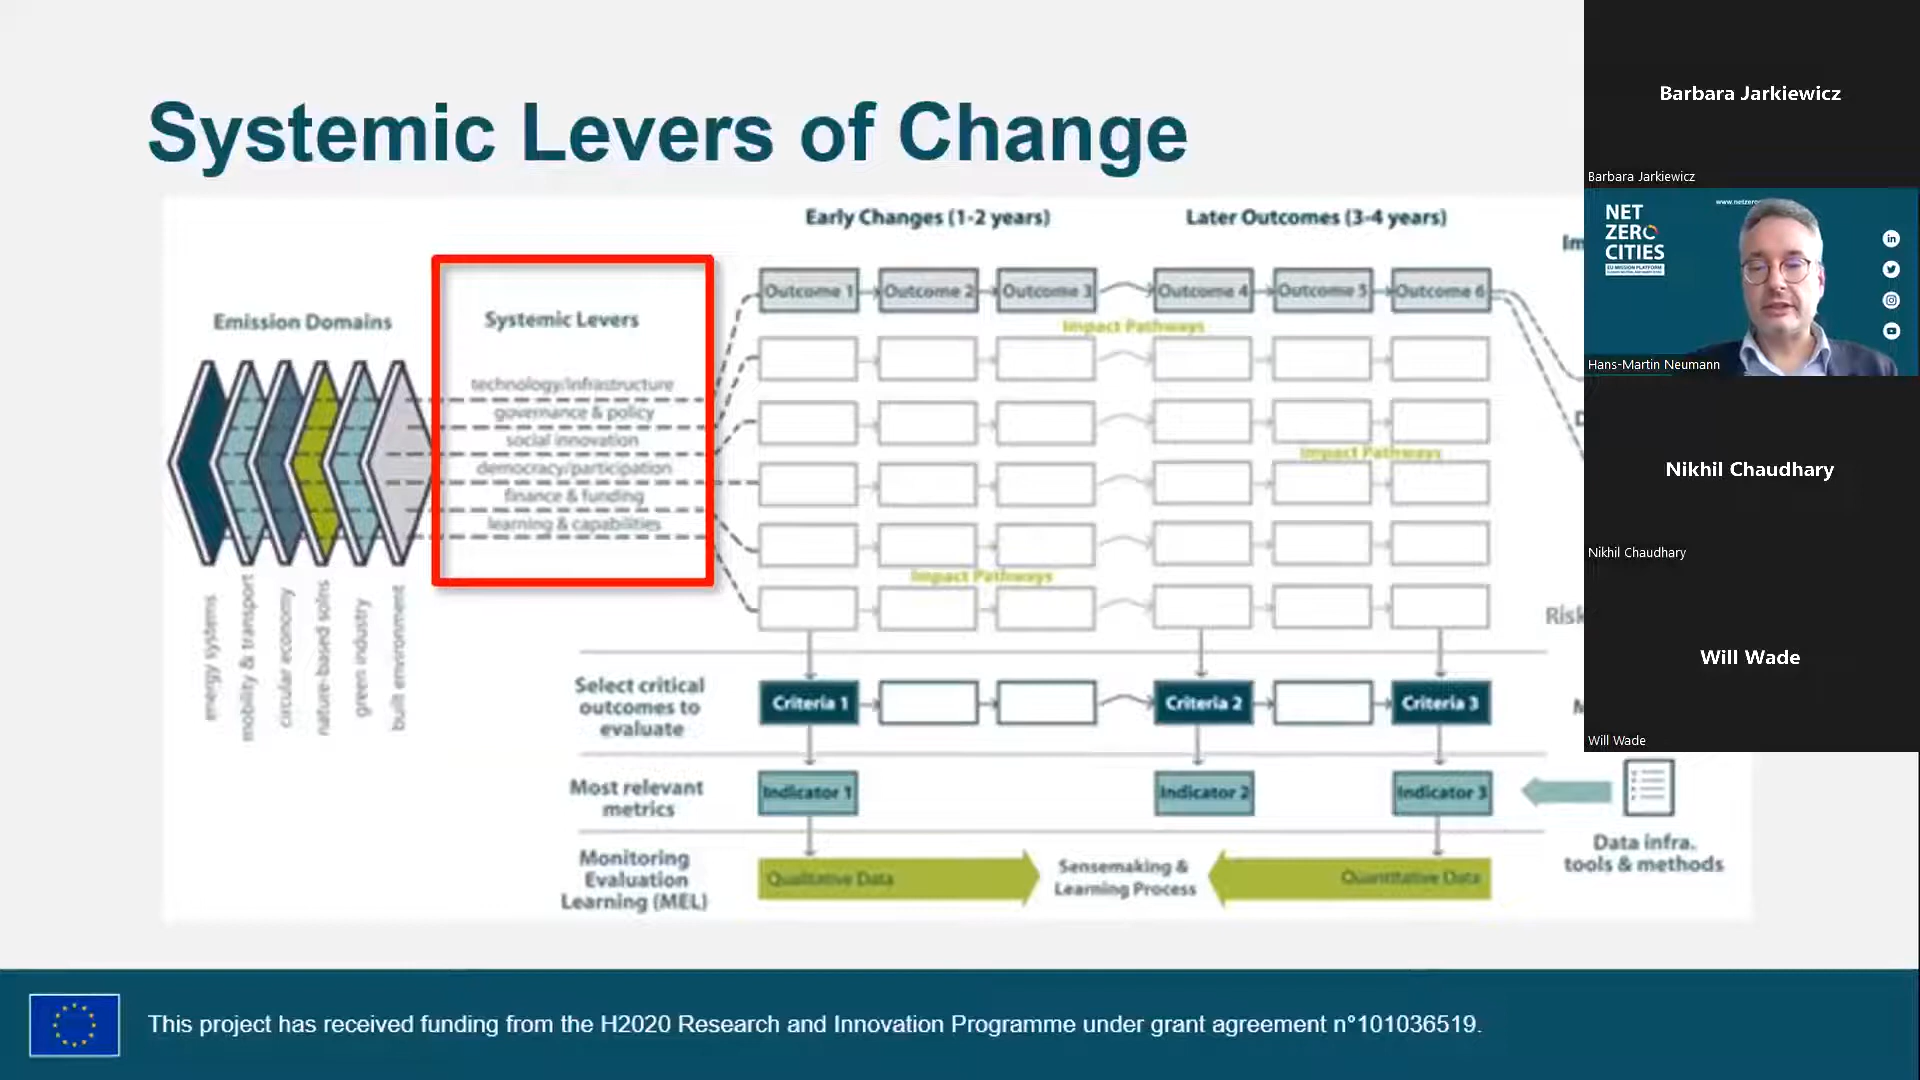 Systemic Levers of Change
Early Changes (1-2 years)
Later Outcomes (3-4 years)
Emission Domains
Systemic Levers
technology/infrastructure
governance & policy
social innovation
democracy/participation
finance & funding
learning & capabilities
Outcome 1
Outcome 2
Outcome 3
Outcome 4
Outcome 5
Outcome 6
Impact Pathways
Impact Pathways
Impact Pathways
energy systems
mobility & transport
circular economy
nature-based solns
green industry
built environment
Risk
Select critical
outcomes to
evaluate
Criteria 1
Criteria 2
Criteria 3
Most relevant
metrics
Indicator 1
Indicator 2
Indicator 3
Data infra.
tools & methods
Monitoring
Evaluation
Learning (MEL)
Qualitative Data
Sensemaking &
Learning Process
Quantitative Data
This project has received funding from the H2020 Research and Innovation Programme under grant agreement n°101036519.
Barbara Jarkiewicz
Barbara Jarkiewicz
NET
ZERO
CITIES
EU MISSION PLATFORM
Hans-Martin Neumann
Nikhil Chaudhary
Nikhil Chaudhary
Will Wade
Will Wade